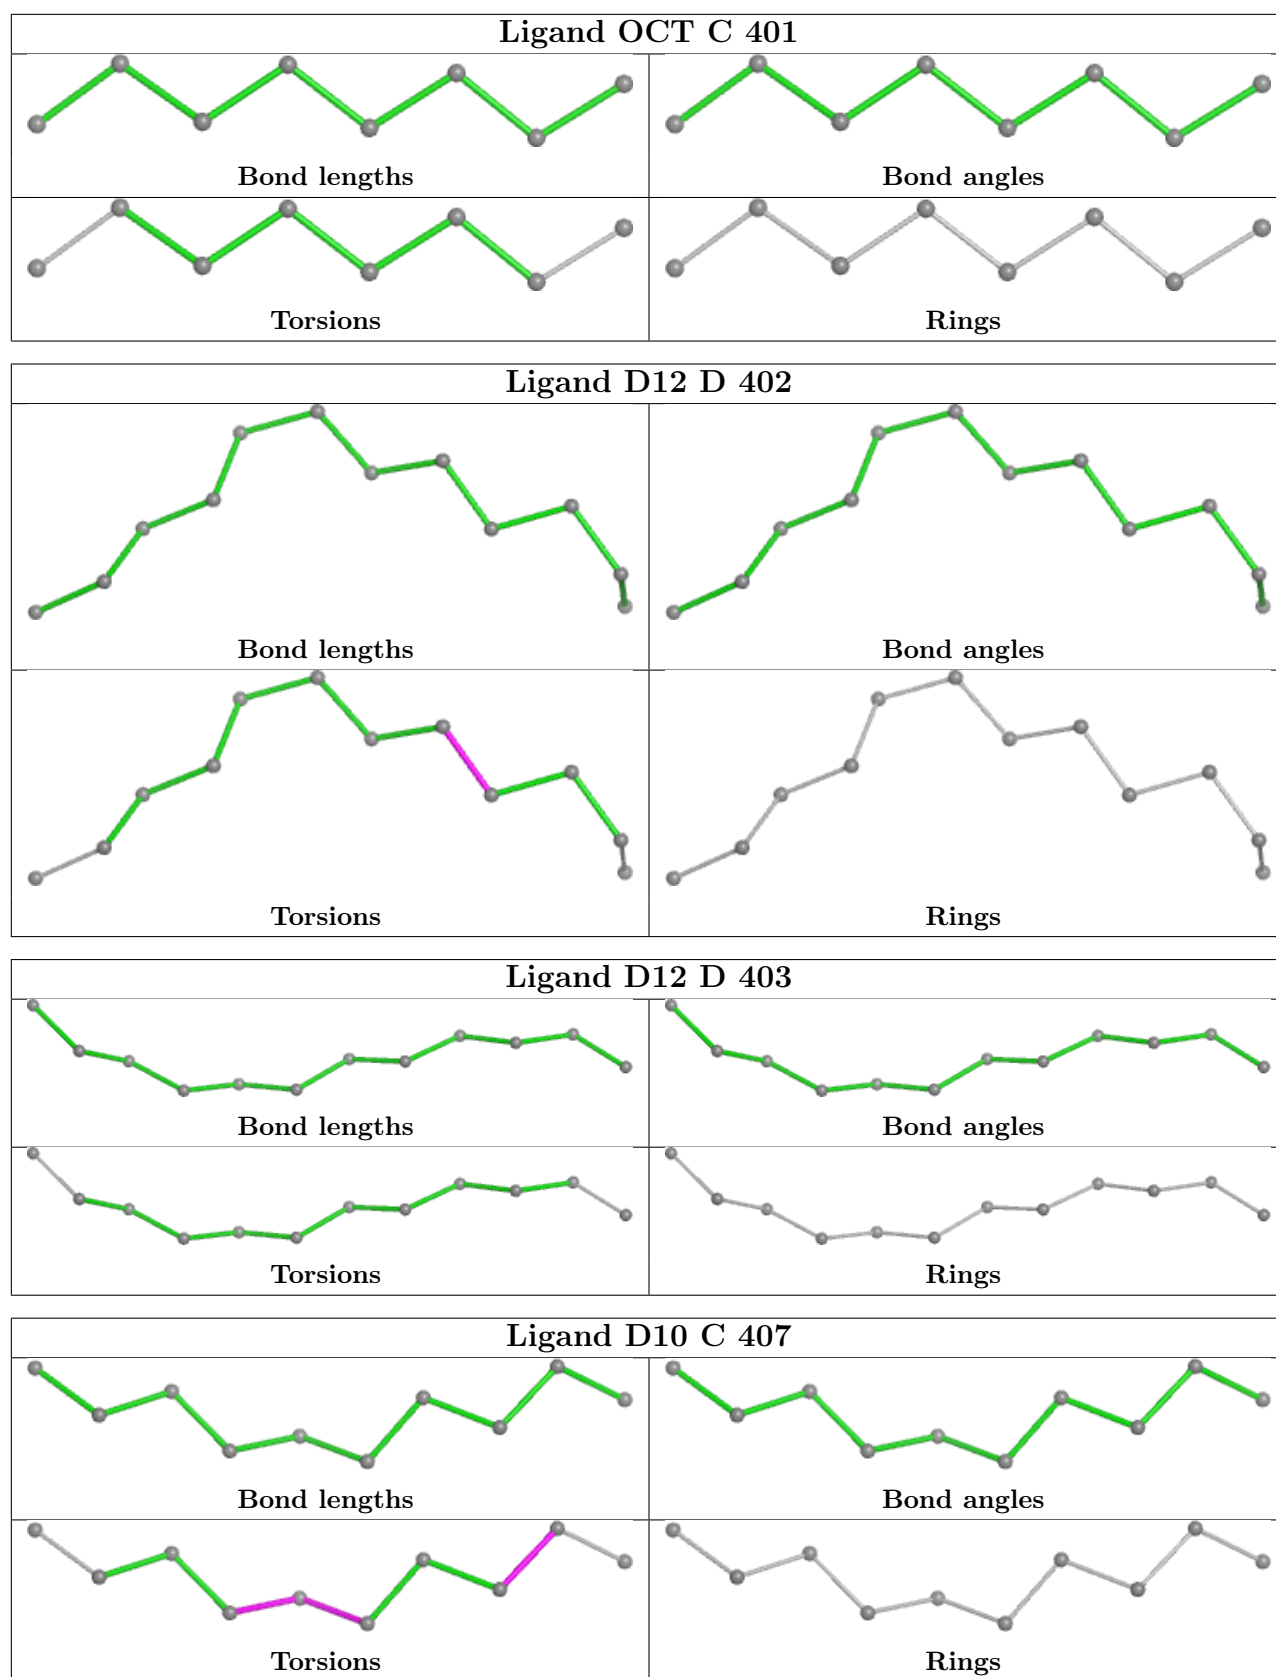 Ligand OCT C 401
Bond lengths
Bond angles
Torsions
Rings
Ligand D12 D 402
Bond lengths
Bond angles
Torsions
Rings
Ligand D12 D 403
Bond lengths
Bond angles
Torsions
Rings
Ligand D10 C 407
Bond lengths
Bond angles
Torsions
Rings